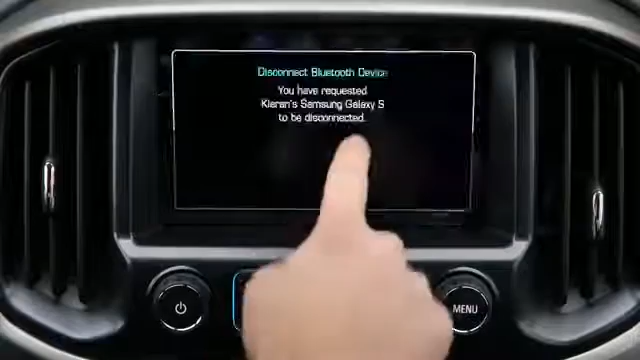 Disconnect Bluetooth Device
You have requested
Kieran's Samsung Galaxy S
to be disconnected.
MENU